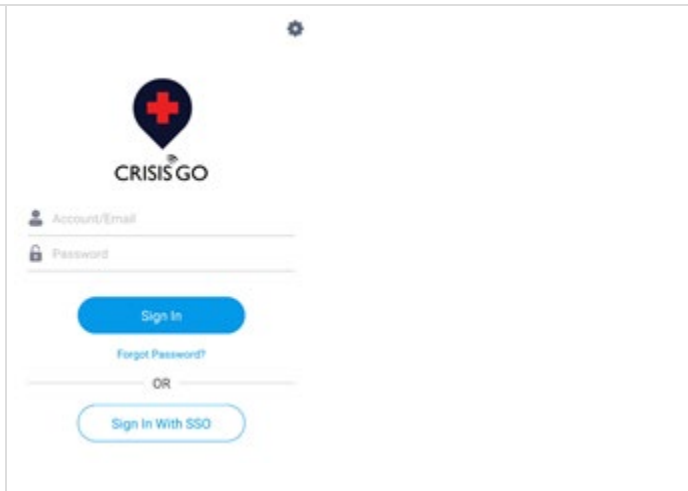 CRISIS GO
Account/Email
Password
Sign In
Forgot Password?
OR
Sign In With SSO